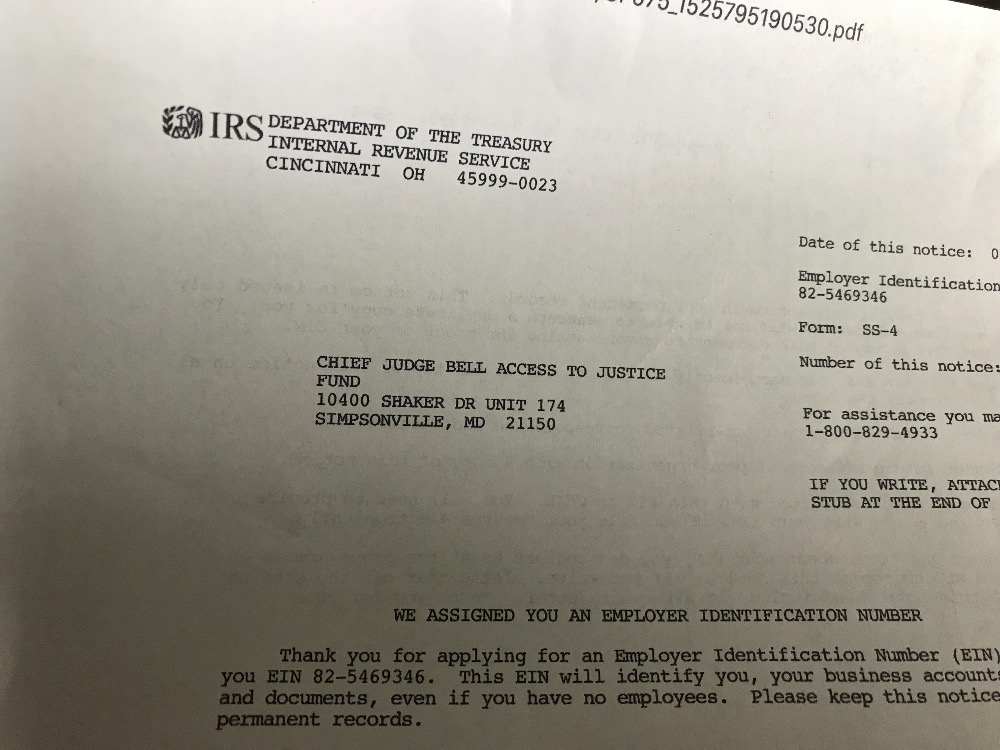 575_1525795190530.pdf
IRS DEPARTMENT OF THE TREASURY
INTERNAL REVENUE SERVICE
CINCINNATI OH 45999-0023
Date of this notice: 0
Employer Identification
82-5469346
Form: SS-4
Number of this notice:
CHIEF JUDGE BELL ACCESS TO JUSTICE
FUND
10400 SHAKER DR UNIT 174
SIMPSONVILLE, MD 21150
For assistance you ma
1-800-829-4933
IF YOU WRITE, ATTACH
STUB AT THE END OF
WE ASSIGNED YOU AN EMPLOYER IDENTIFICATION NUMBER
Thank you for applying for an Employer Identification Number (EIN)
you EIN 82-5469346. This EIN will identify you, your business accounts
and documents, even if you have no employees. Please keep this notice
permanent records.